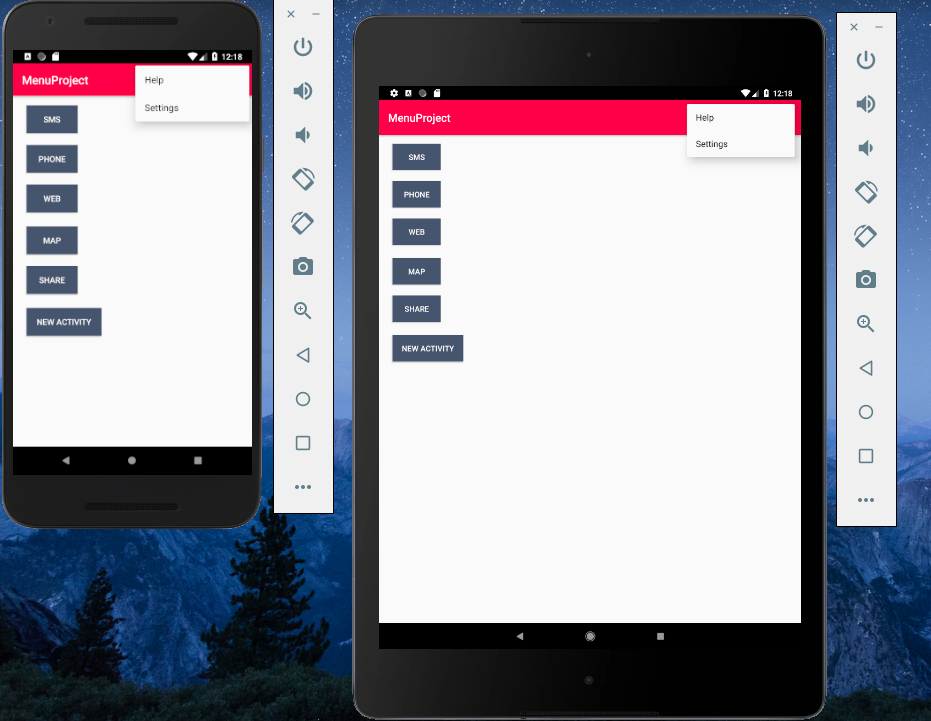 12:18
MenuProject
Help
Settings
SMS
PHONE
WEB
MAP
SHARE
NEW ACTIVITY
12:18
MenuProject
Help
Settings
SMS
PHONE
WEB
MAP
SHARE
NEW ACTIVITY